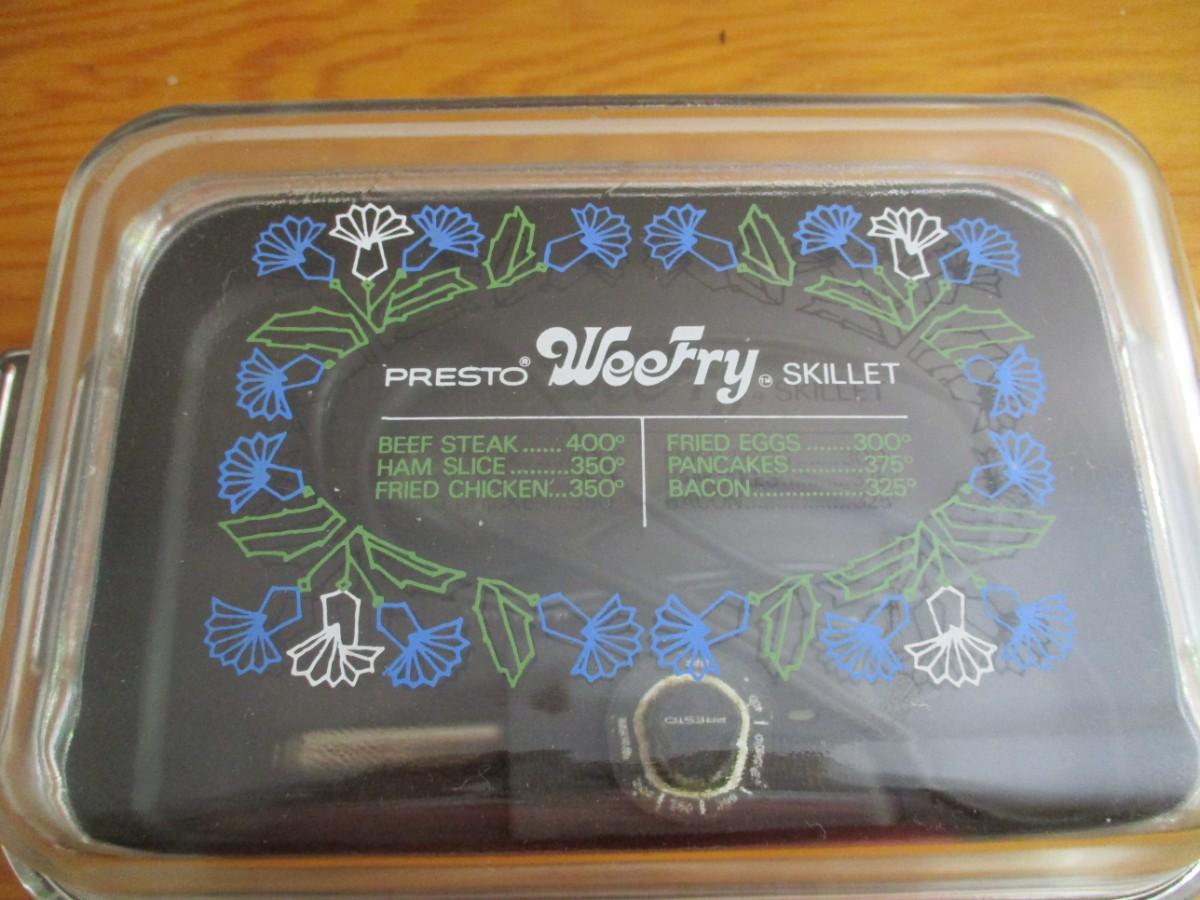 PRESTO® WeeFry™ SKILLET
BEEF STEAK ...... 400°
HAM SLICE ..........350°
FRIED CHICKEN...350°
FRIED EGGS .......300°
PANCAKES ..........375°
BACON.................325°
PRESTO